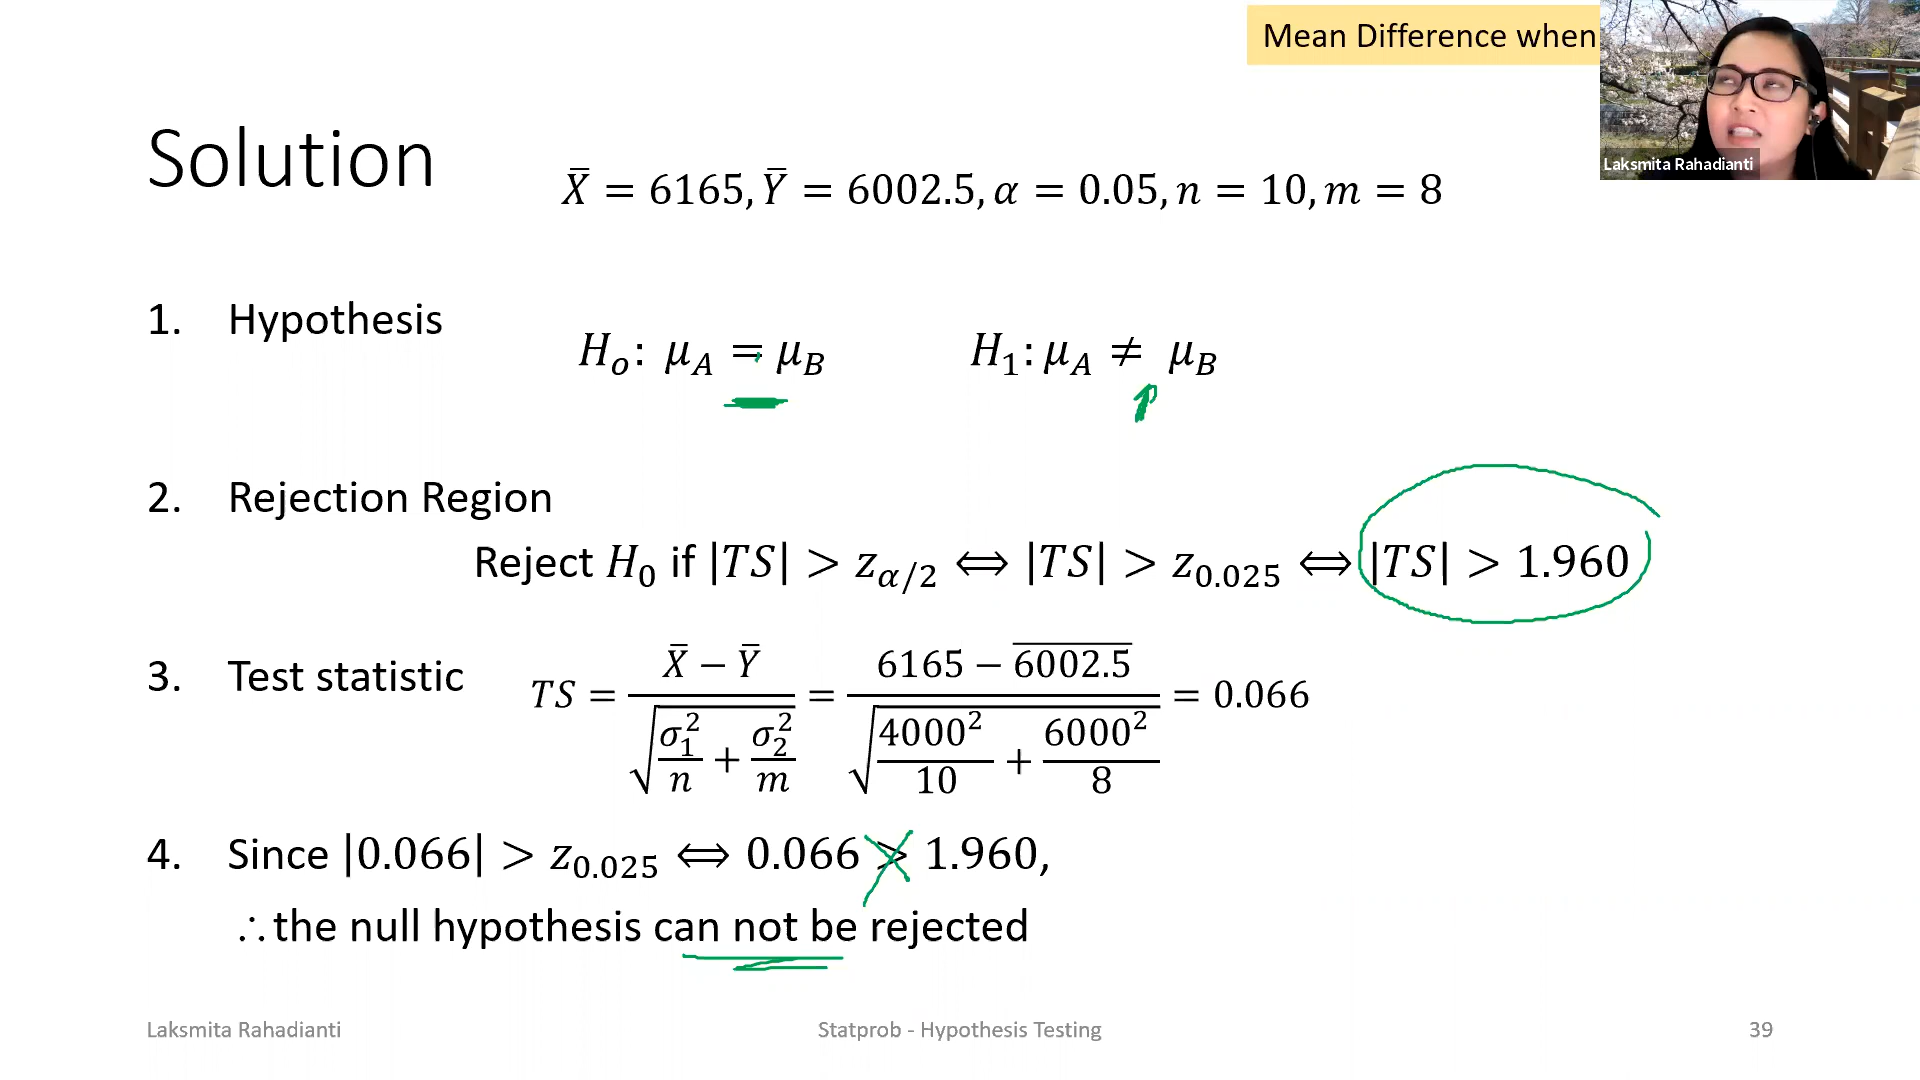 Mean Difference when
Laksmita Rahadianti
Solution
X̄ = 6165, Ȳ = 6002.5, α = 0.05, n = 10, m = 8
1. Hypothesis
Hₒ: μ_A = μ_B H₁: μ_A ≠ μ_B
2. Rejection Region
Reject H₀ if |TS| > z_{α/2} ⟺ |TS| > z_{0.025} ⟺ |TS| > 1.960
3. Test statistic TS = (X̄ − Ȳ) / √(σ₁²/n + σ₂²/m) = (6165 − \overline{6002.5}) / √(4000²/10 + 6000²/8) = 0.066
4. Since |0.066| > z_{0.025} ⟺ 0.066 > 1.960,
∴ the null hypothesis can not be rejected
Laksmita Rahadianti Statprob - Hypothesis Testing 39